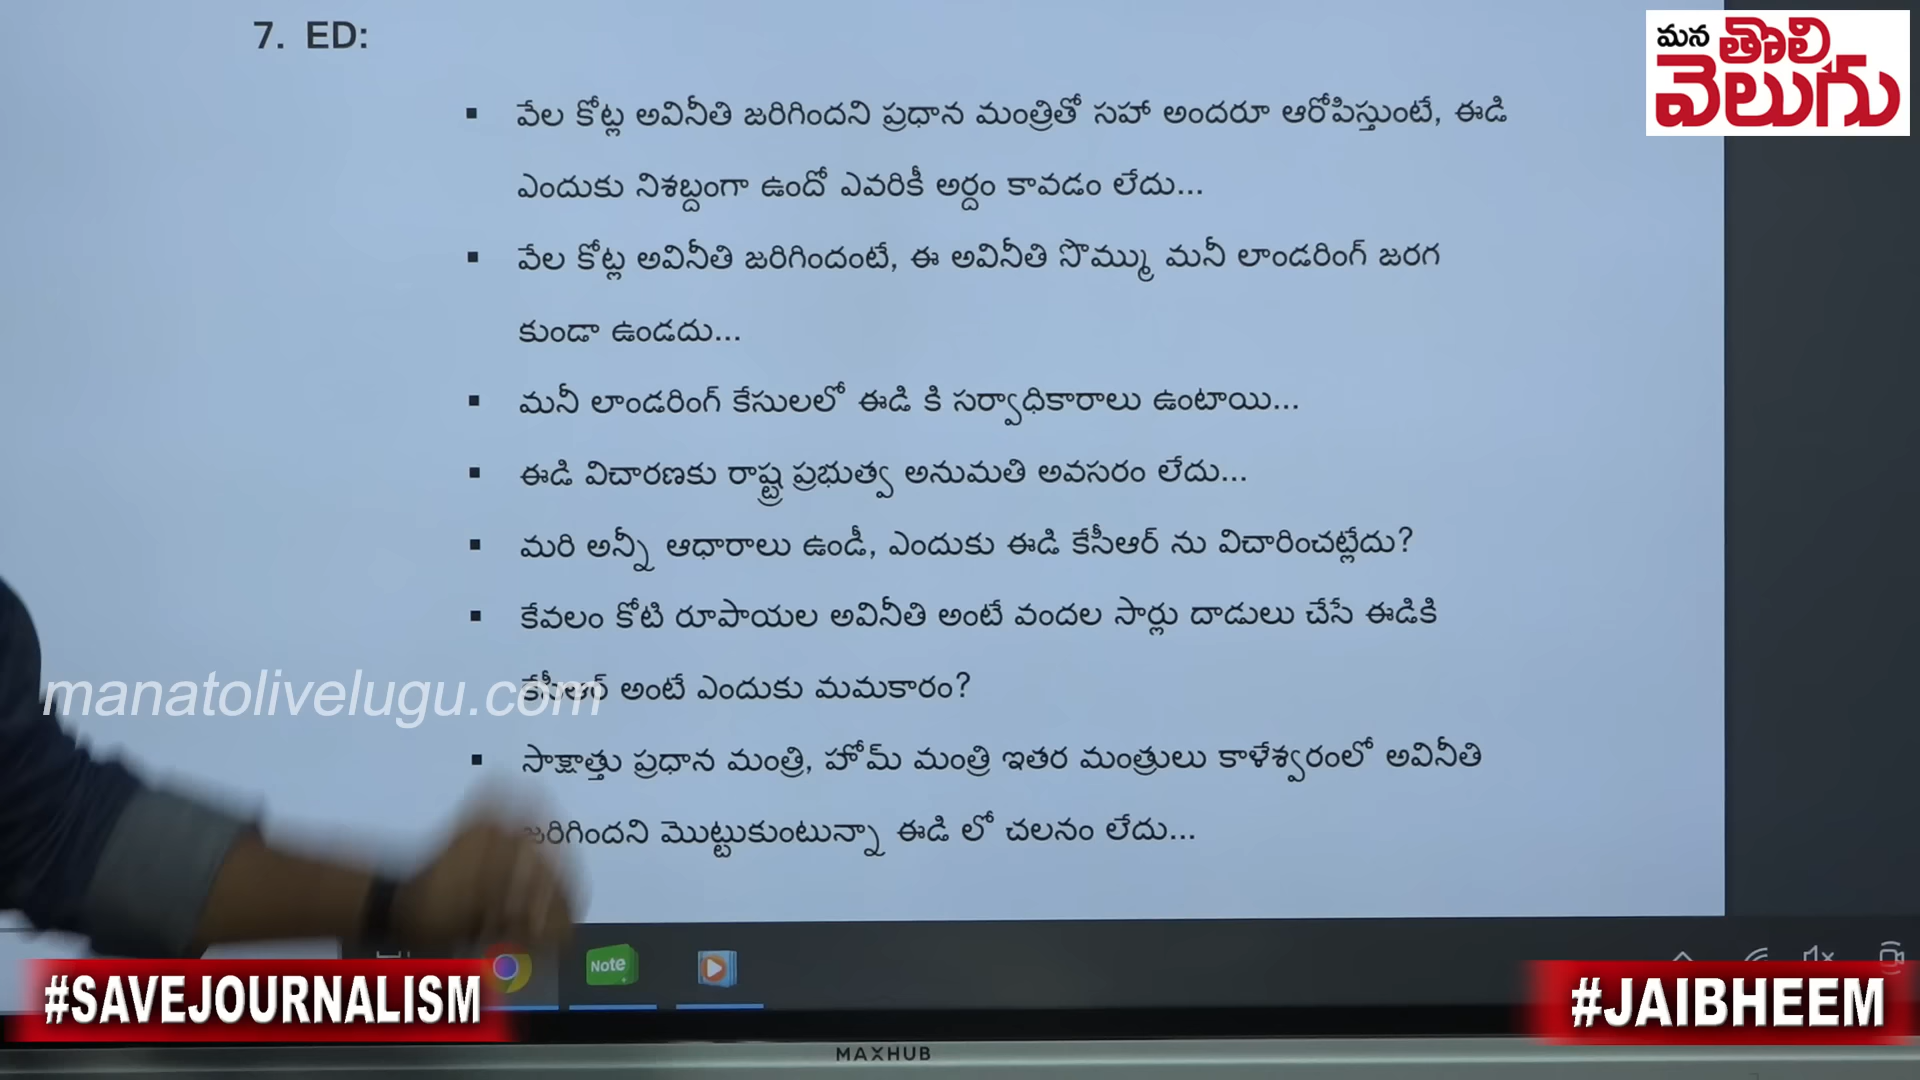 7. ED:
మన తొలి
వెలుగు
▪ వేల కోట్ల అవినీతి జరిగిందని ప్రధాన మంత్రితో సహా అందరూ ఆరోపిస్తుంటే, ఈడి
ఎందుకు నిశబ్దంగా ఉందో ఎవరికీ అర్దం కావడం లేదు...
▪ వేల కోట్ల అవినీతి జరిగిందంటే, ఈ అవినీతి సొమ్ము మనీ లాండరింగ్ జరగ
కుండా ఉండదు...
▪ మనీ లాండరింగ్ కేసులలో ఈడి కి సర్వాధికారాలు ఉంటాయి...
▪ ఈడి విచారణకు రాష్ట్ర ప్రభుత్వ అనుమతి అవసరం లేదు...
▪ మరి అన్నీ ఆధారాలు ఉండీ, ఎందుకు ఈడి కేసీఆర్ ను విచారించట్లేదు?
▪ కేవలం కోటి రూపాయల అవినీతి అంటే వందల సార్లు దాడులు చేసే ఈడికి
కేసీఆర్ అంటే ఎందుకు మమకారం?
manatolivelugu.com
▪ సాక్షాత్తు ప్రధాన మంత్రి, హోమ్ మంత్రి ఇతర మంత్రులు కాళేశ్వరంలో అవినీతి
జరిగిందని మొట్టుకుంటున్నా ఈడి లో చలనం లేదు...
Note
#SAVEJOURNALISM
#JAIBHEEM
MAXHUB